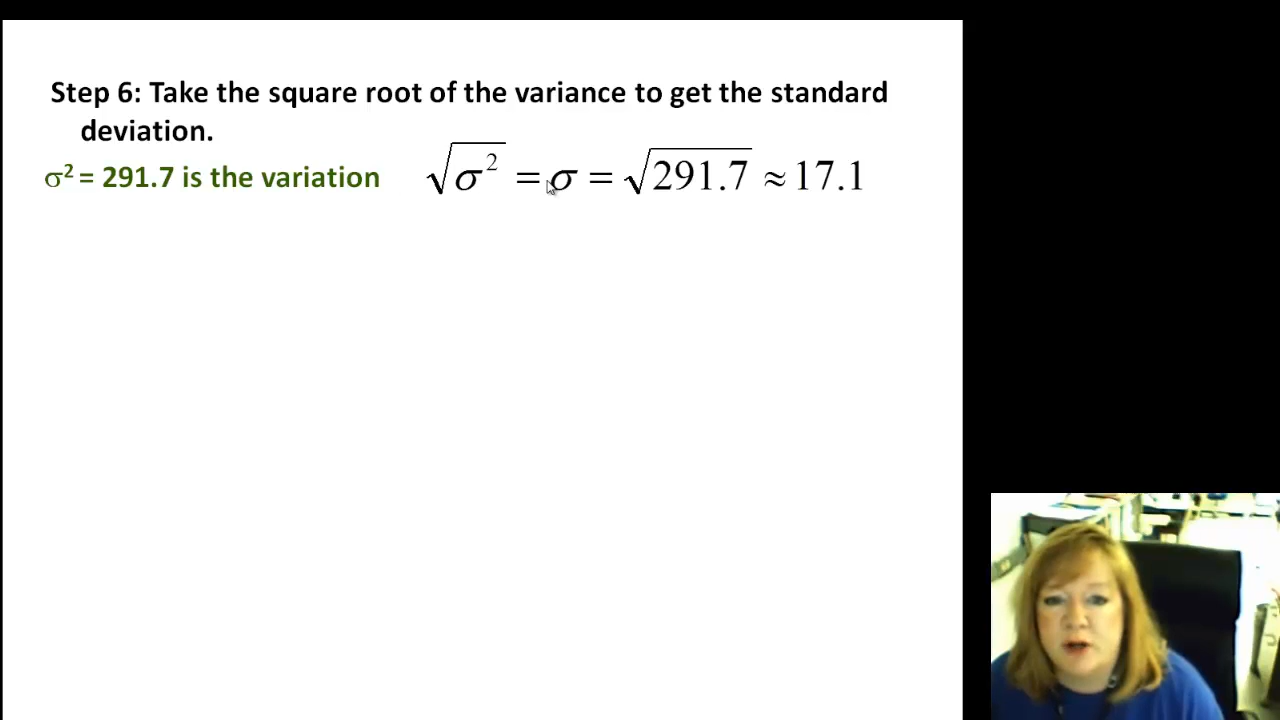 Step 6: Take the square root of the variance to get the standard
deviation.
σ² = 291.7 is the variation √σ² = σ = √291.7 ≈ 17.1